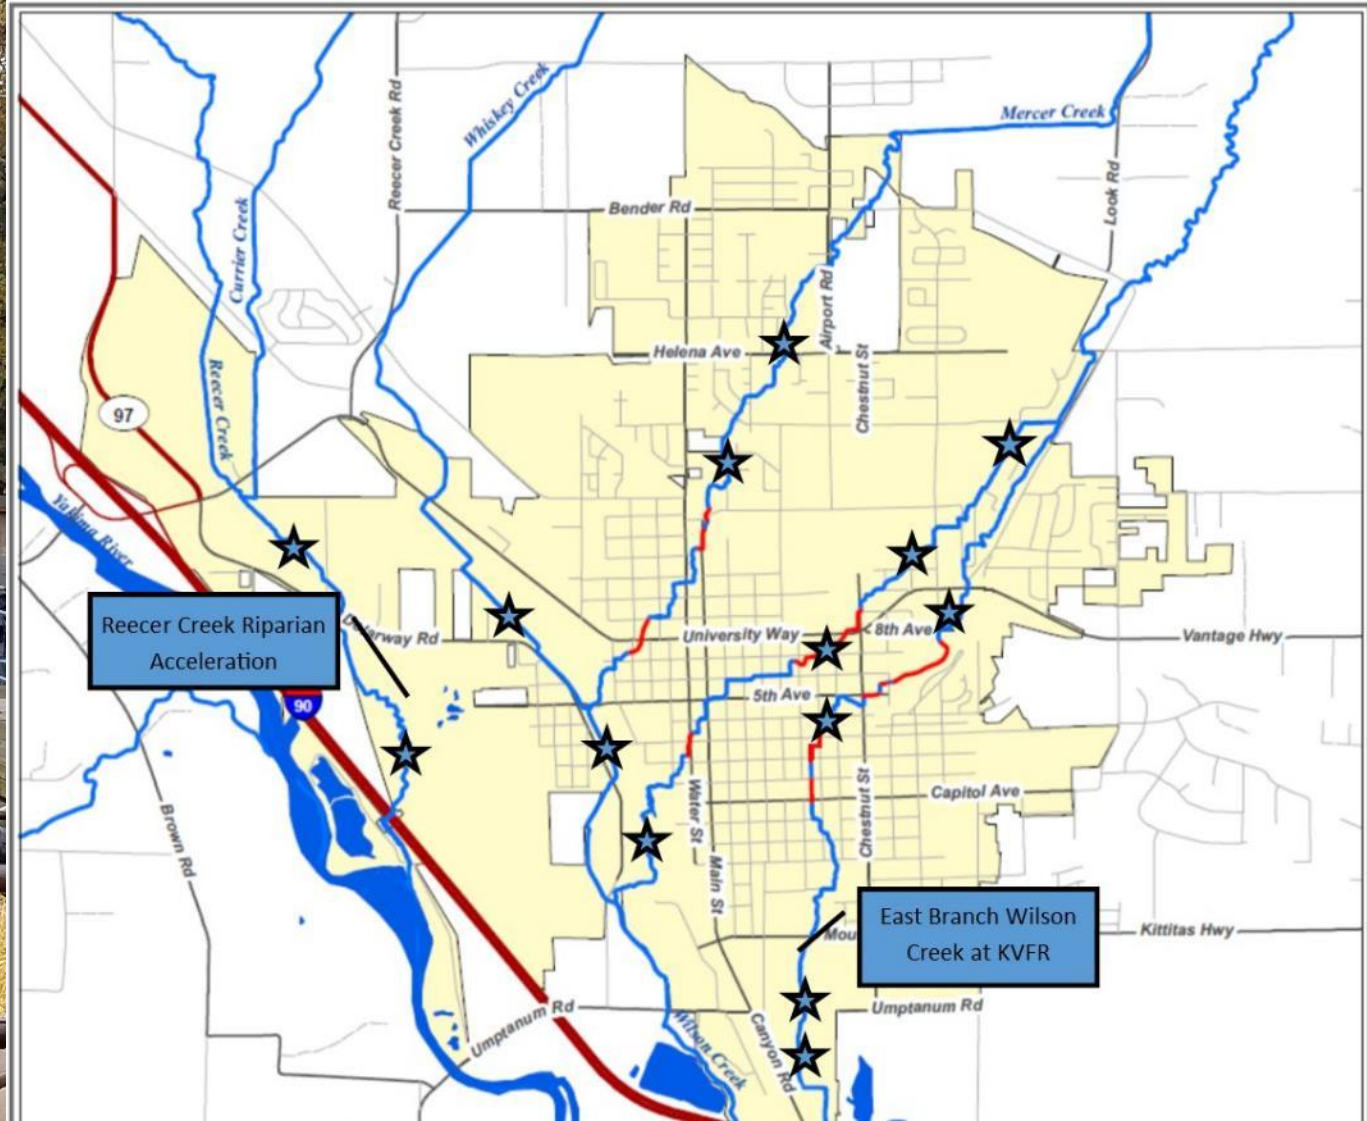 Whiskey Creek
Mercer Creek
Reecer Creek Rd
Look Rd
Bender Rd
Currier Creek
Airport Rd
Helena Ave
Chestnut St
Reecer Creek
97
Yakima River
Reecer Creek Riparian
Acceleration
University Way
8th Ave
Vantage Hwy
5th Ave
90
Water St
Capitol Ave
Chestnut St
Brown Rd
Main St
East Branch Wilson
Creek at KVFR
Kittitas Hwy
Umptanum Rd
Umptanum Rd
Wilson Creek
Canyon Rd